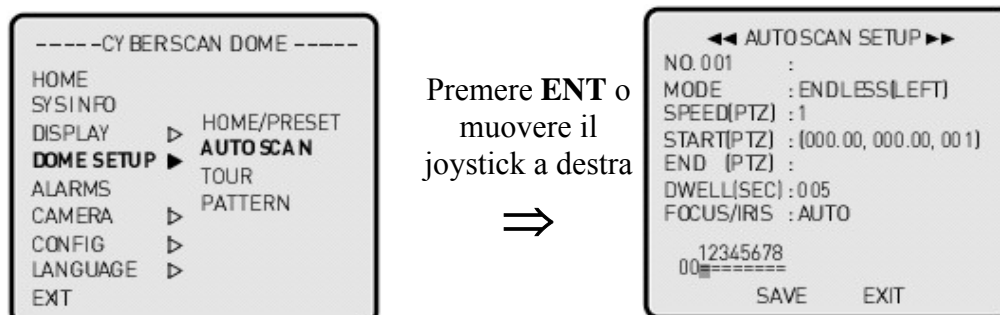 -----CYBERSCAN DOME -----
HOME
SYSINFO
DISPLAY ▷
DOME SETUP ▶
ALARMS
CAMERA ▷
CONFIG ▷
LANGUAGE ▷
EXIT
HOME/PRESET
AUTO SCAN
TOUR
PATTERN
Premere ENT o
muovere il
joystick a destra
⇒
◀◀ AUTOSCAN SETUP ▶▶
NO. 001 :
MODE : ENDLESS(LEFT)
SPEED(PTZ) : 1
START(PTZ) : (000.00, 000.00, 001)
END (PTZ) :
DWELL(SEC) : 005
FOCUS/IRIS : AUTO
12345678
00■=======
SAVE EXIT